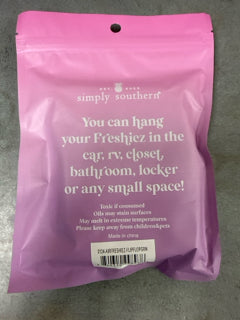 simply southern®
You can hang
your Freshiez in the
car, rv, closet,
bathroom, locker
or any small space!
Toxic if consumed
Oils may stain surfaces
May melt in extreme temperatures
Please keep away from children&pets
Made in china